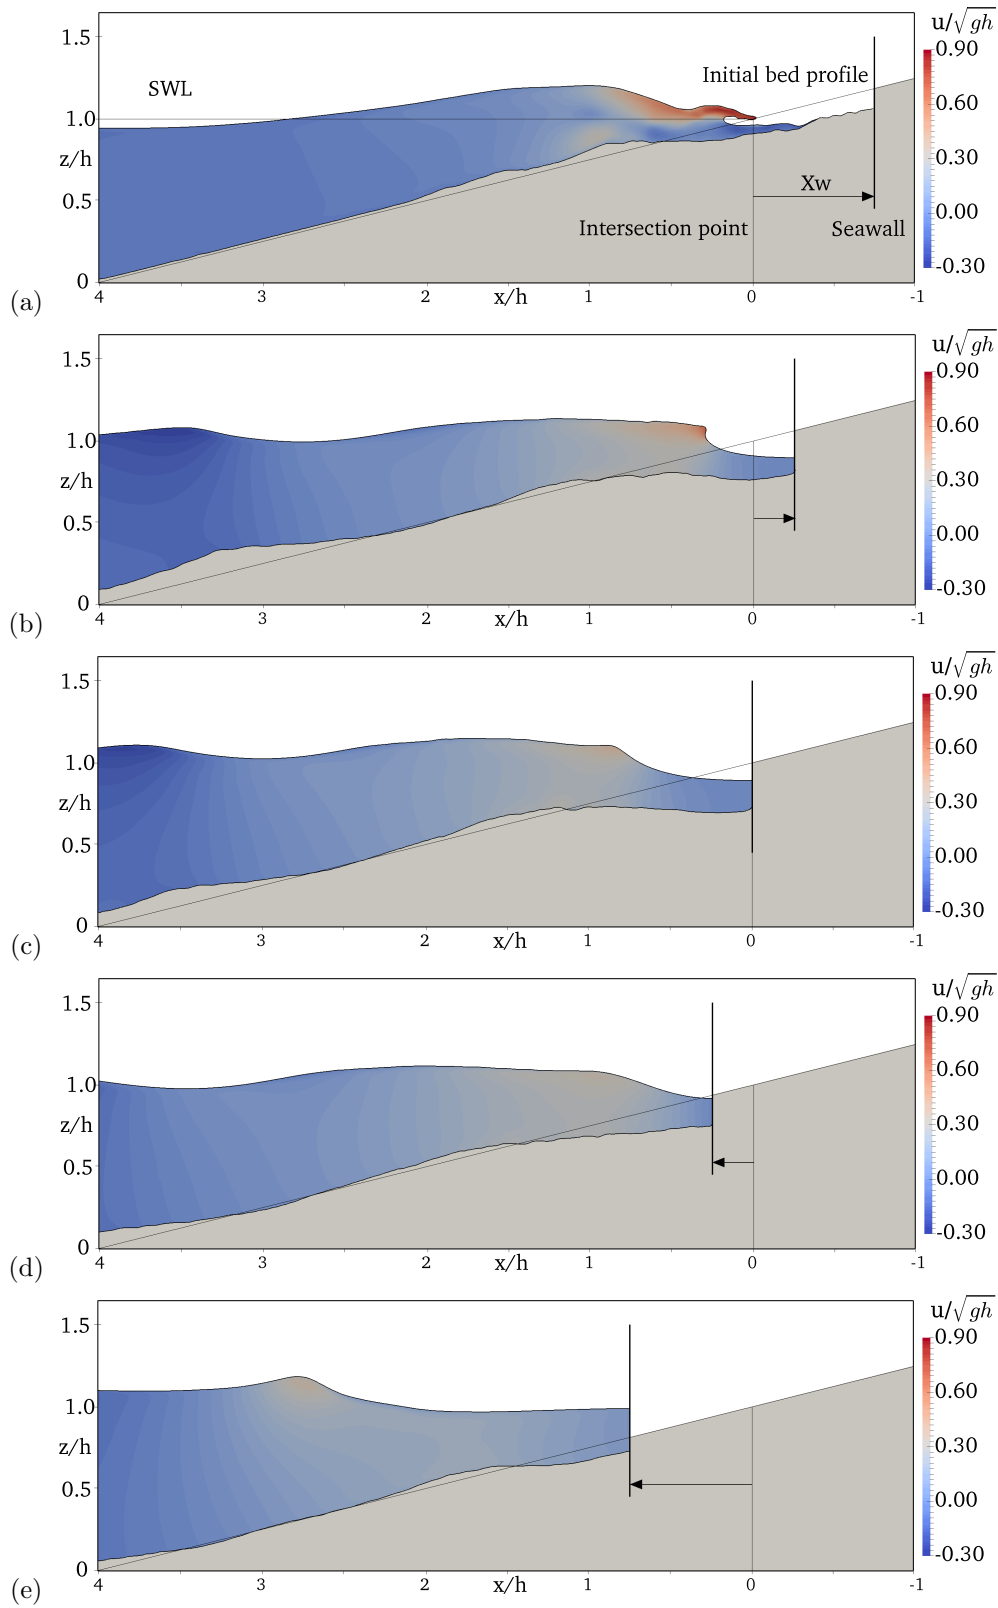 u/√gh
1.5
0.90
Initial bed profile
SWL
0.60
1.0
z/h
0.30
Xw
0.5
0.00
Intersection point
Seawall
-0.30
0
(a)
4 3 2 x/h 1 0 -1
u/√gh
1.5
0.90
0.60
1.0
z/h
0.30
0.5
0.00
-0.30
0
(b)
4 3 2 x/h 1 0 -1
u/√gh
1.5
0.90
0.60
1.0
z/h
0.30
0.5
0.00
-0.30
0
(c)
4 3 2 x/h 1 0 -1
u/√gh
1.5
0.90
0.60
1.0
z/h
0.30
0.5
0.00
-0.30
0
(d)
4 3 2 x/h 1 0 -1
u/√gh
1.5
0.90
0.60
1.0
z/h
0.30
0.5
0.00
-0.30
0
(e)
4 3 2 x/h 1 0 -1